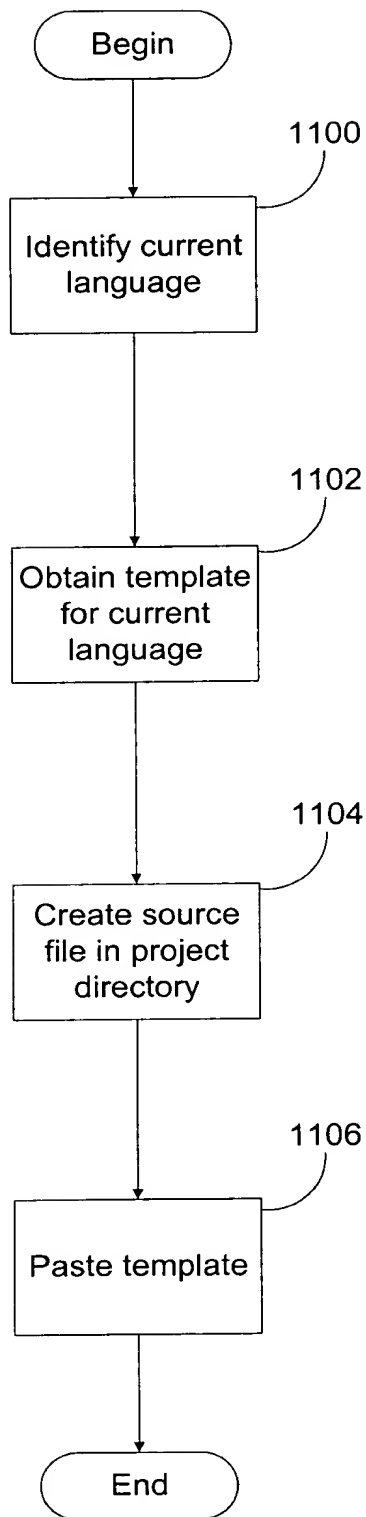 Begin
1100
Identify current
language
1102
Obtain template
for current
language
1104
Create source
file in project
directory
1106
Paste template
End